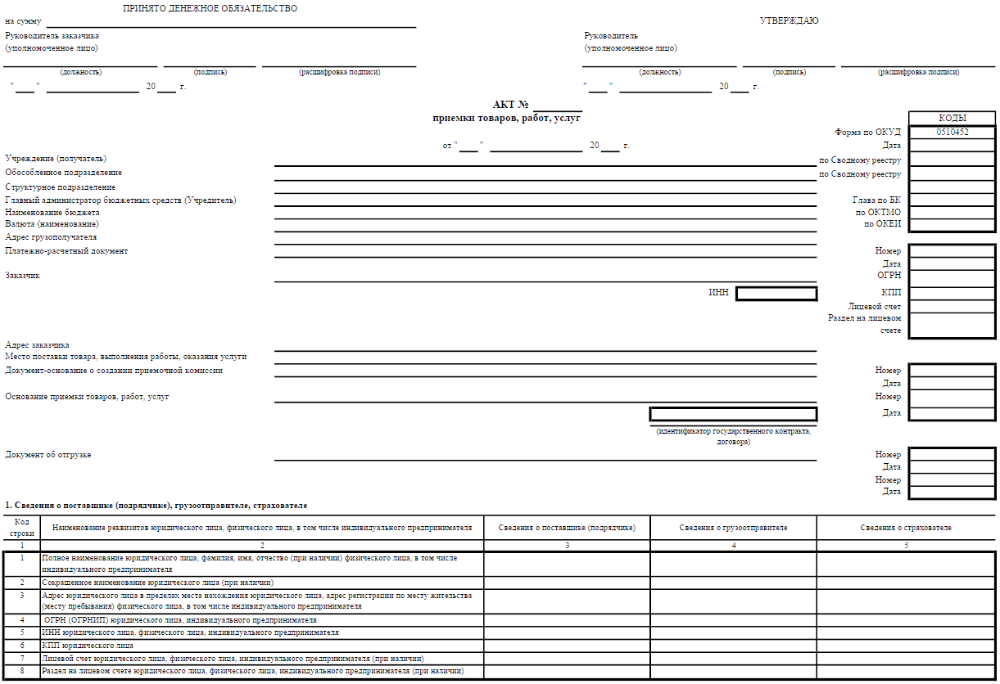 ПРИНЯТО ДЕНЕЖНОЕ ОБЯЗАТЕЛЬСТВО
на сумму
УТВЕРЖДАЮ
Руководитель заказчика
(уполномоченное лицо)
Руководитель
(уполномоченное лицо)
(должность) (подпись) (расшифровка подписи)
(должность) (подпись) (расшифровка подписи)
" " 20 г.
" " 20 г.
АКТ №
приемки товаров, работ, услуг
КОДЫ
Форма по ОКУД 0510452
от " " 20 г.
Дата
Учреждение (получатель) по Сводному реестру
Обособленное подразделение по Сводному реестру
Структурное подразделение
Главный администратор бюджетных средств (Учредитель) Глава по БК
Наименование бюджета по ОКТМО
Валюта (наименование) по ОКЕИ
Адрес грузополучателя
Платежно-расчетный документ Номер
Дата
Заказчик ОГРН
ИНН КПП
Лицевой счет
Раздел на лицевом
счете
Адрес заказчика
Место поставки товара, выполнения работы, оказания услуги
Документ-основание о создании приемочной комиссии Номер
Дата
Основание приемки товаров, работ, услуг Номер
Дата
(идентификатор государственного контракта,
договора)
Документ об отгрузке Номер
Дата
Номер
Дата
1. Сведения о поставщике (подрядчике), грузоотправителе, страхователе
Код
строки
Наименование реквизитов юридического лица, физического лица, в том числе индивидуального предпринимателя Сведения о поставщике (подрядчике) Сведения о грузоотправителе Сведения о страхователе
1 2 3 4 5
1 Полное наименование юридического лица, фамилия, имя, отчество (при наличии) физического лица, в том числе
индивидуального предпринимателя
2 Сокращенное наименование юридического лица (при наличии)
3 Адрес юридического лица в пределах места нахождения юридического лица, адрес регистрации по месту жительства
(месту пребывания) физического лица, в том числе индивидуального предпринимателя
4 ОГРН (ОГРНИП) юридического лица, индивидуального предпринимателя
5 ИНН юридического лица, физического лица, индивидуального предпринимателя
6 КПП юридического лица
7 Лицевой счет юридического лица, физического лица, индивидуального предпринимателя (при наличии)
8 Раздел на лицевом счете юридического лица, физического лица, индивидуального предпринимателя (при наличии)